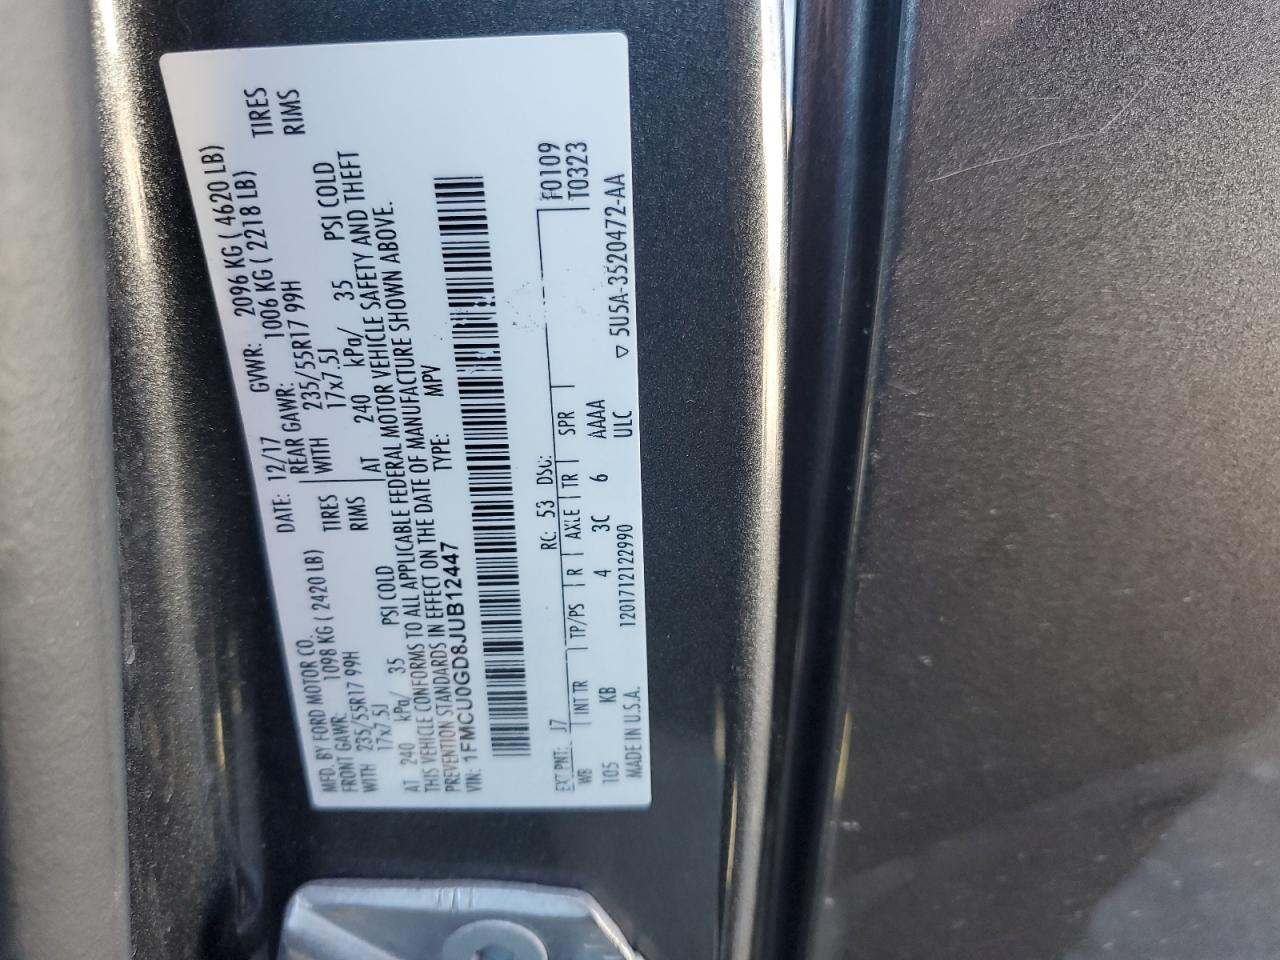 MFD. BY FORD MOTOR CO.
DATE: 12/17 GVWR: 2096 KG ( 4620 LB)
FRONT GAWR: 1098 KG ( 2420 LB) REAR GAWR: 1006 KG ( 2218 LB)
WITH 235/55R17 99H TIRES WITH 235/55R17 99H TIRES
17x7.5J RIMS 17x7.5J RIMS
AT 240 kPa/ 35 PSI COLD AT 240 kPa/ 35 PSI COLD
THIS VEHICLE CONFORMS TO ALL APPLICABLE FEDERAL MOTOR VEHICLE SAFETY AND THEFT
PREVENTION STANDARDS IN EFFECT ON THE DATE OF MANUFACTURE SHOWN ABOVE.
VIN: 1FMCU0GD8JUB12447 TYPE: MPV
EXT PNT: J7 RC: 53 DSO: F0109
WB INT TR TP/PS R AXLE TR SPR T0323
105 KB 4 3C 6 AAAA
MADE IN U.S.A. 1201712122990 ULC ▽ 5U5A-3520472-AA